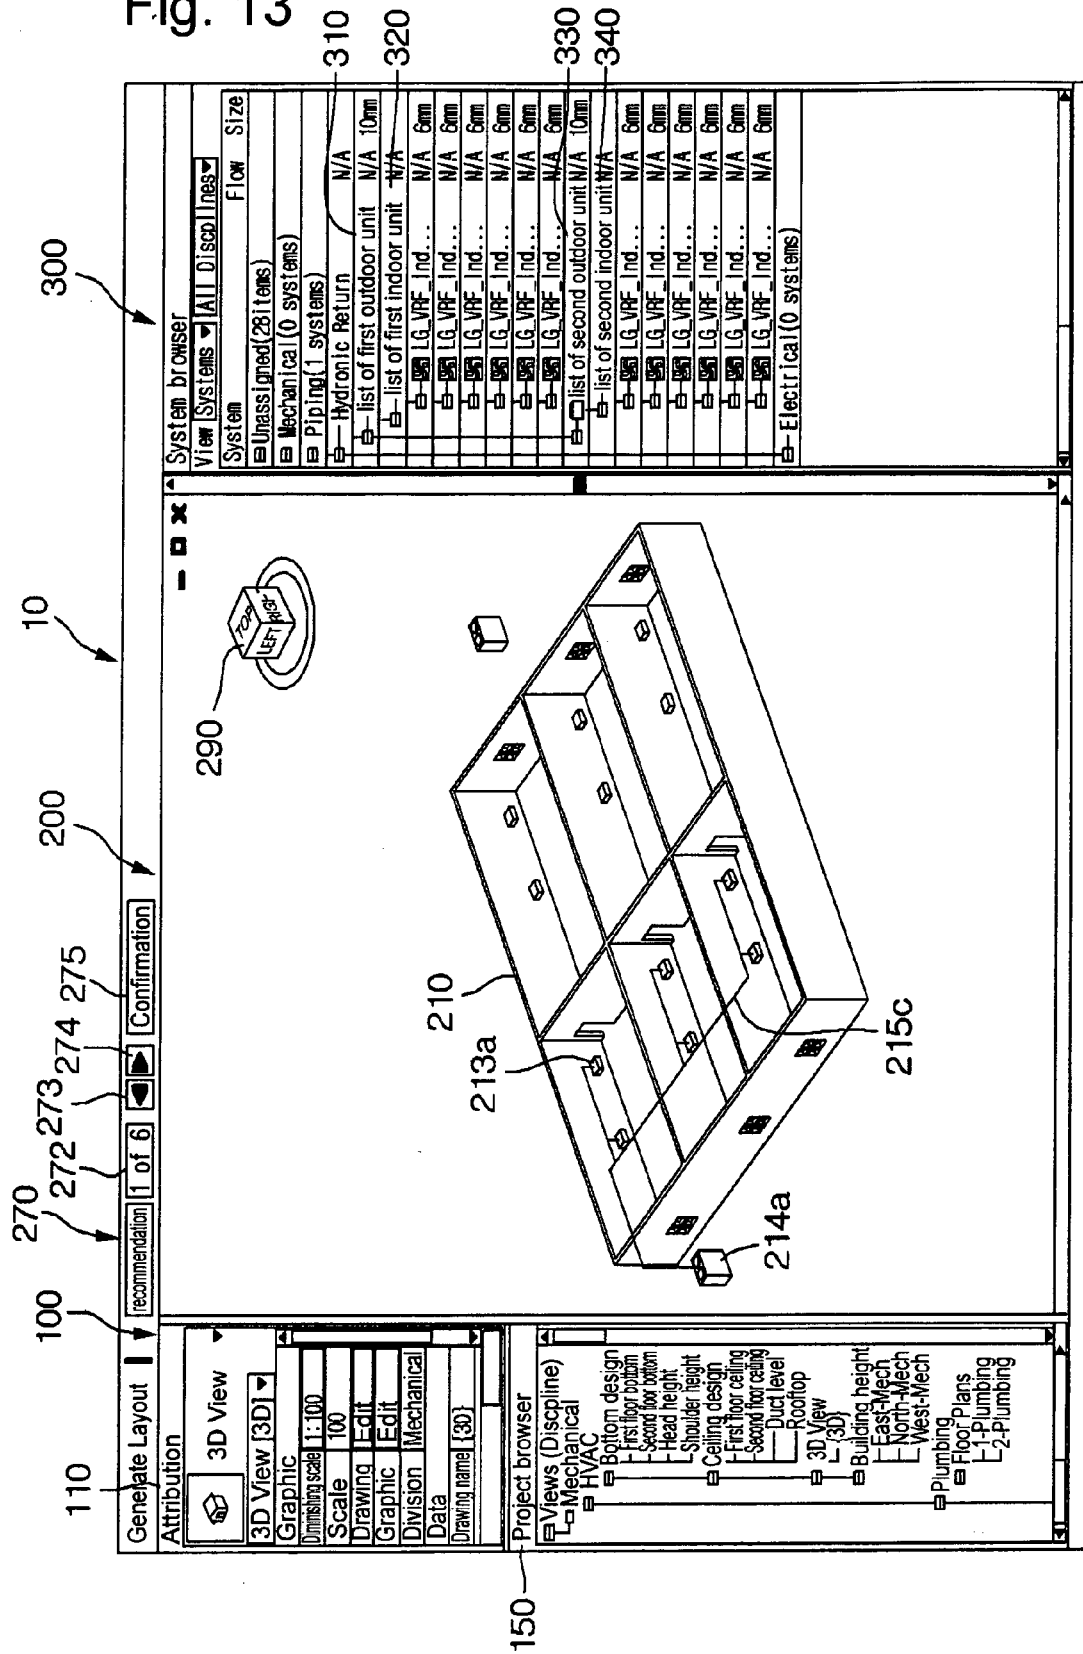 Fig. 13
10
300
310
320
330
340
270
272
273
274
275
200
100
110
150
Generate Layout
recommendation
1 of 6
◀
▶
Confirmation
Attribution
3D View
3D View [3D]
Graphic
Diminishing scale 1:100
Scale 100
Drawing Edit
Graphic Edit
Division Mechanical
Data
Drawing name {3D}
Project browser
Views (Discpline)
Mechanical
HVAC
Bottom design
First floor bottom
Second floor bottom
Head height
Shoulder height
Ceiling design
First floor ceiling
Second floor ceiling
Duct level
Rooftop
3D View
{3D}
Building height
East-Mech
North-Mech
West-Mech
Plumbing
Floor Plans
1-Plumbing
2-Plumbing
290
TOP
LEFT
RIGH
210
213a
214a
215c
System browser
View Systems All Discplines
System Flow Size
Unassigned(28items)
Mechanical(0 systems)
Piping(1 systems)
Hydronic Return N/A
list of first outdoor unit N/A 10mm
list of first indoor unit N/A
LG_VRF_Ind... N/A 6mm
LG_VRF_Ind... N/A 6mm
LG_VRF_Ind... N/A 6mm
LG_VRF_Ind... N/A 6mm
LG_VRF_Ind... N/A 6mm
LG_VRF_Ind... N/A 6mm
list of second outdoor unit N/A 10mm
list of second indoor unit N/A
LG_VRF_Ind... N/A 6mm
LG_VRF_Ind... N/A 6mm
LG_VRF_Ind... N/A 6mm
LG_VRF_Ind... N/A 6mm
LG_VRF_Ind... N/A 6mm
LG_VRF_Ind... N/A 6mm
Electrical(0 systems)